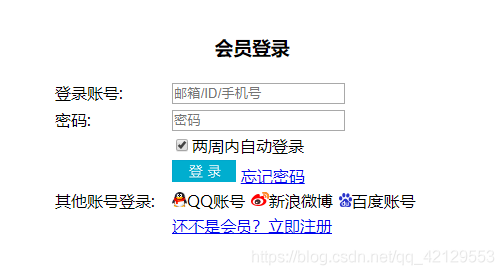 会员登录
登录账号: 邮箱/ID/手机号
密码: 密码
两周内自动登录
登 录 忘记密码
其他账号登录: QQ账号 新浪微博 百度账号
还不是会员？立即注册
https://blog.csdn.net/qq_42129553